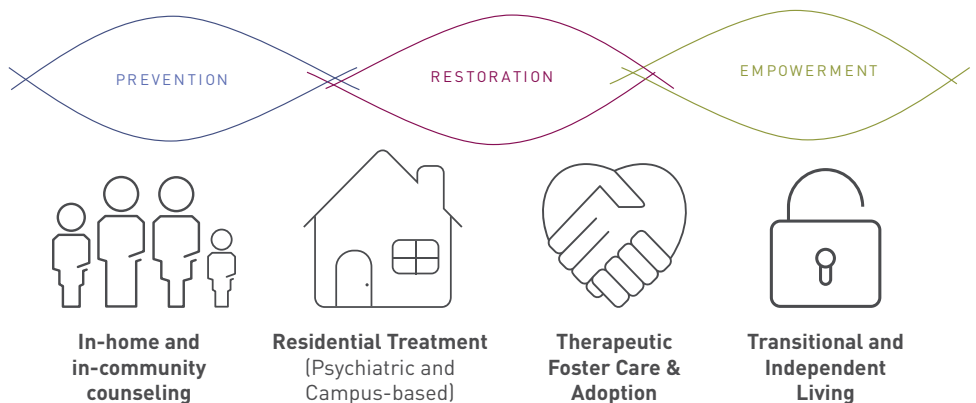 PREVENTION
RESTORATION
EMPOWERMENT
In-home and
in-community
counseling
Residential Treatment
(Psychiatric and
Campus-based)
Therapeutic
Foster Care &
Adoption
Transitional and
Independent
Living